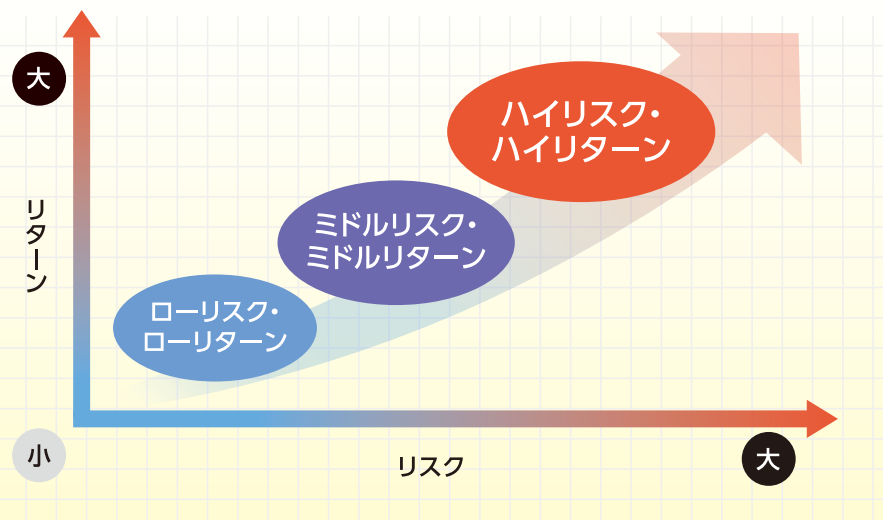 大
リターン
ハイリスク・
ハイリターン
ミドルリスク・
ミドルリターン
ローリスク・
ローリターン
小
リスク
大